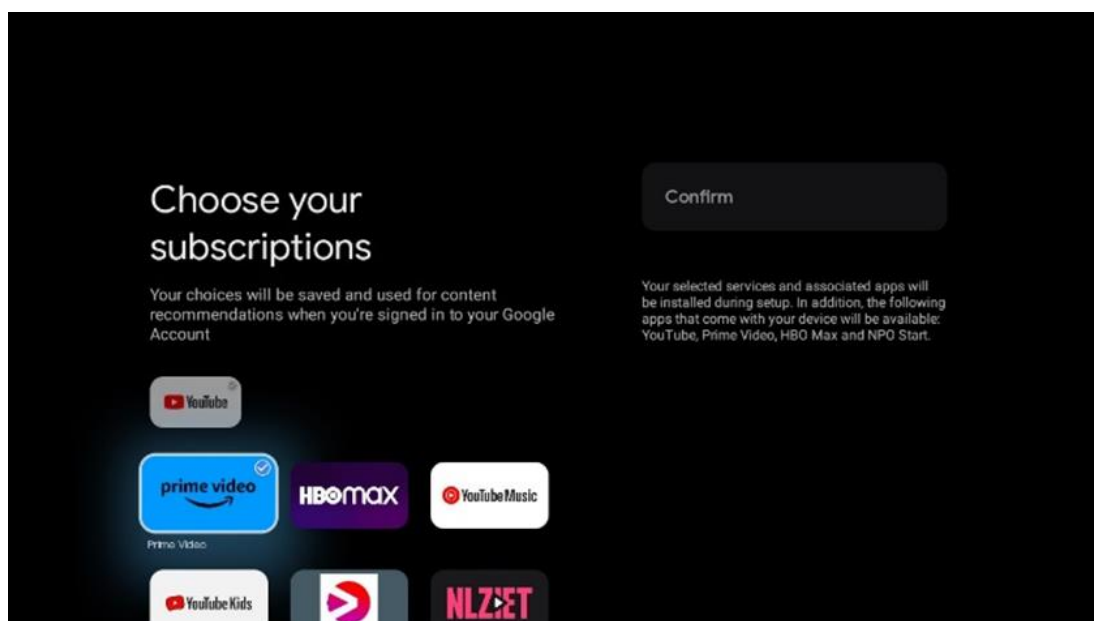 Choose your
subscriptions
Your choices will be saved and used for content
recommendations when you're signed in to your Google
Account
Confirm
Your selected services and associated apps will
be installed during setup. In addition, the following
apps that come with your device will be available:
YouTube, Prime Video, HBO Max and NPO Start.
YouTube
prime video
HBOmax
YouTube Music
Prime Video
YouTube Kids
NLZIET